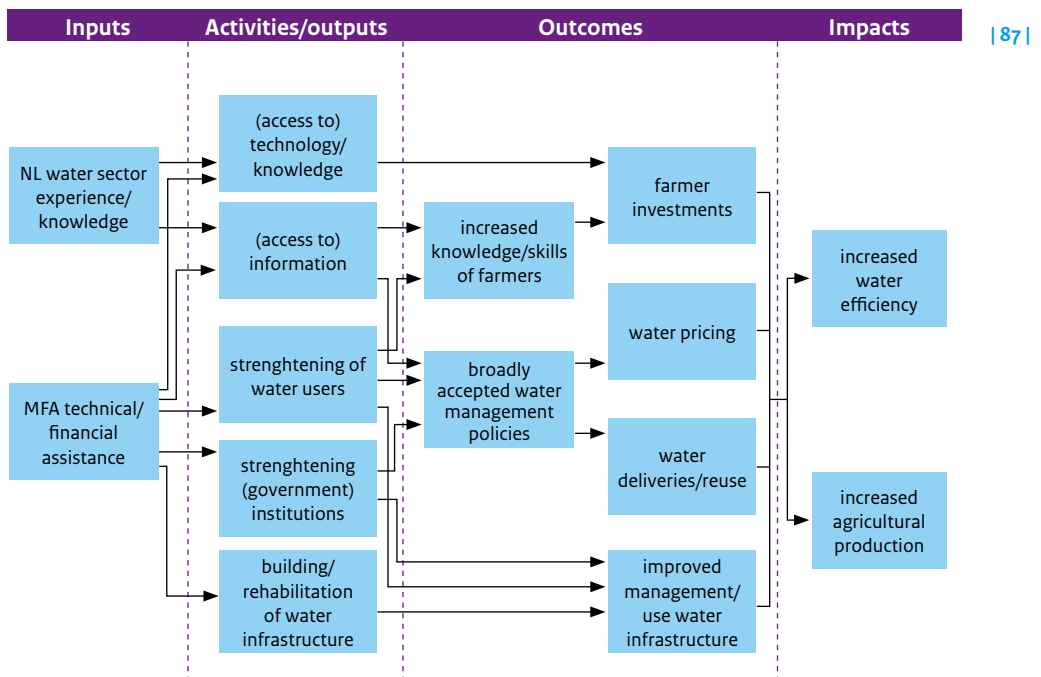 Inputs
Activities/outputs
Outcomes
Impacts
| 87 |
(access to)
technology/
knowledge
NL water sector
experience/
knowledge
farmer
investments
(access to)
information
increased
knowledge/skills
of farmers
increased
water
efficiency
water pricing
strenghtening of
water users
broadly
accepted water
management
policies
MFA technical/
financial
assistance
strenghtening
(government)
institutions
water
deliveries/reuse
increased
agricultural
production
building/
rehabilitation
of water
infrastructure
improved
management/
use water
infrastructure